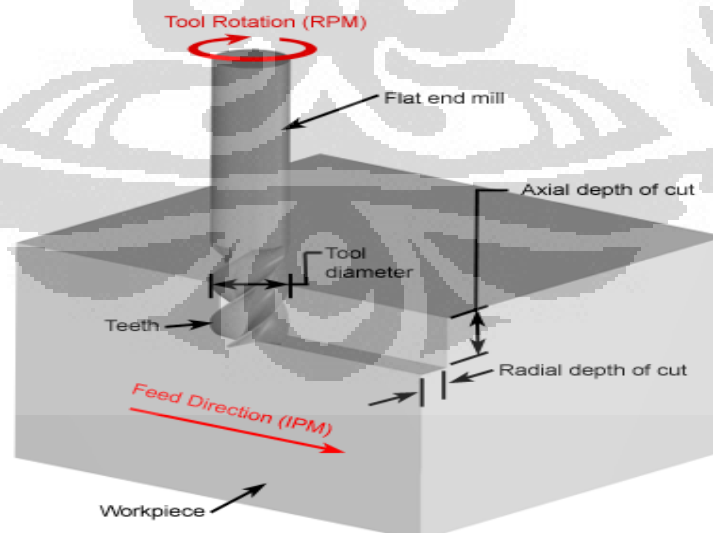 Tool Rotation (RPM)
Flat end mill
Axial depth of cut
Tool
diameter
Teeth
Radial depth of cut
Feed Direction (IPM)
Workpiece